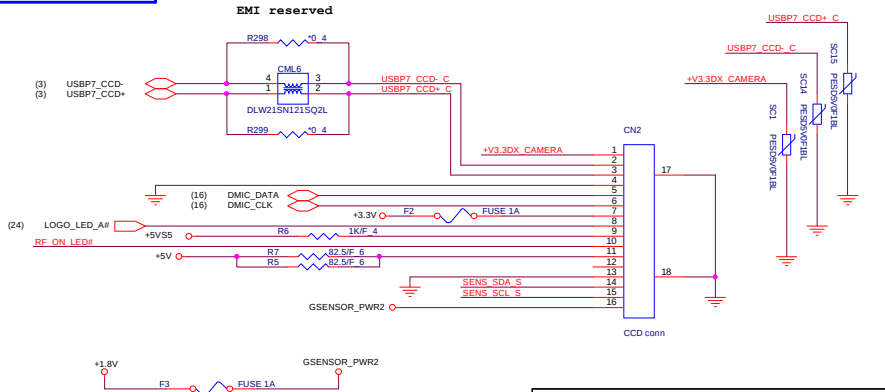 EMI reserved
USBP7_CCD+_C
R298 *0_4
USBP7_CCD-_C
SC15 PESD5V0F1BL
CML6
(3) USBP7_CCD- 4 3 USBP7_CCD-_C
+V3.3DX_CAMERA
SC14 PESD5V0F1BL
(3) USBP7_CCD+ 1 2 USBP7_CCD+_C
DLW21SN121SQ2L
SC1 PESD5V0F1BL
R299 *0_4
CN2
+V3.3DX_CAMERA 1
2
3 17
4
(16) DMIC_DATA 5
(16) DMIC_CLK 6
+3.3V F2 FUSE 1A 7
(24) LOGO_LED_A# 8
+5VS5 R6 1K/F_4 9
RF_ON_LED# 10
+5V R7 82.5/F_6 11
R5 82.5/F_6 12
13 18
SENS_SDA_S 14
SENS_SCL_S 15
GSENSOR_PWR2 16
CCD conn
+1.8V GSENSOR_PWR2
F3 FUSE 1A